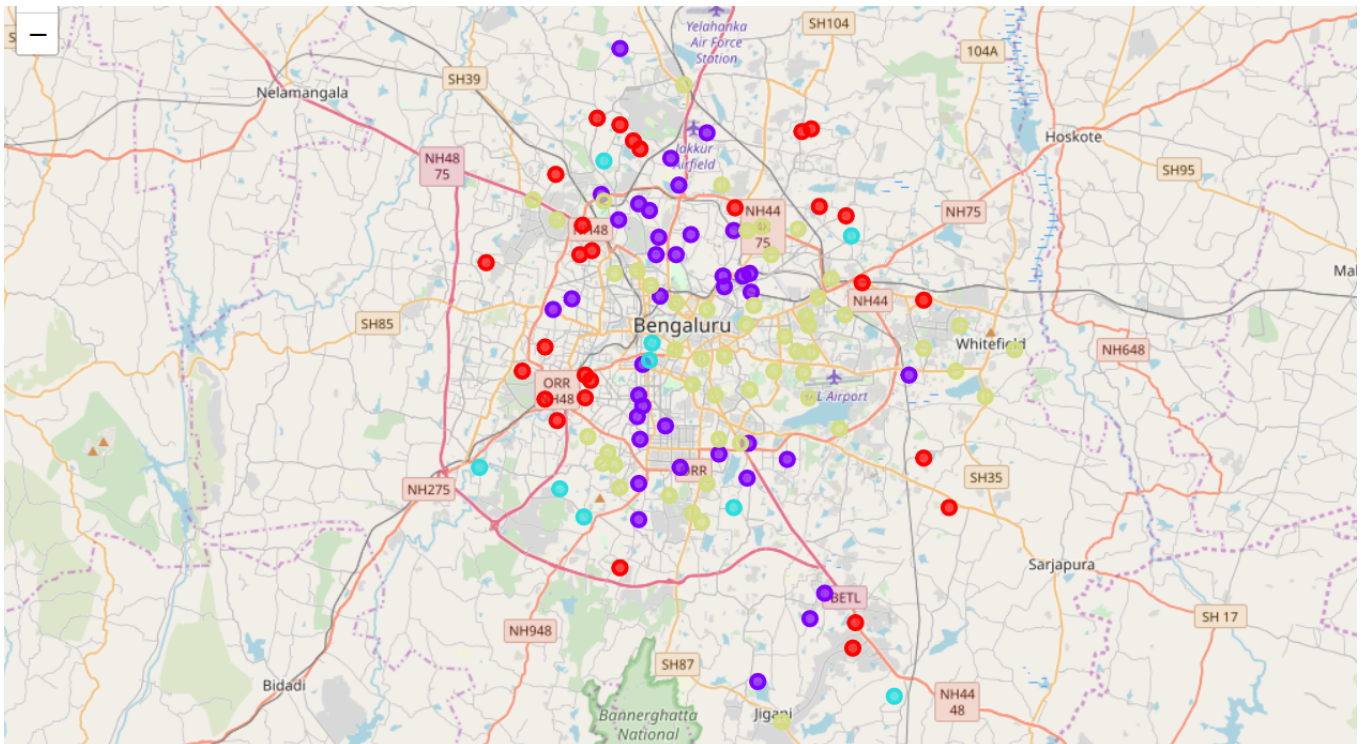 −
Yelahanka
Air Force
Station
SH104
104A
SH39
Nelamangala
Hoskote
Jakkur
Airfield
NH48
75
SH95
NH44
75
NH75
NH48
NH44
SH85
Bengaluru
Whitefield
NH648
ORR
NH48
L Airport
ORR
SH35
NH275
Sarjapura
BETL
SH 17
NH948
SH87
Bidadi
NH44
48
Jigani
Bannerghatta
National